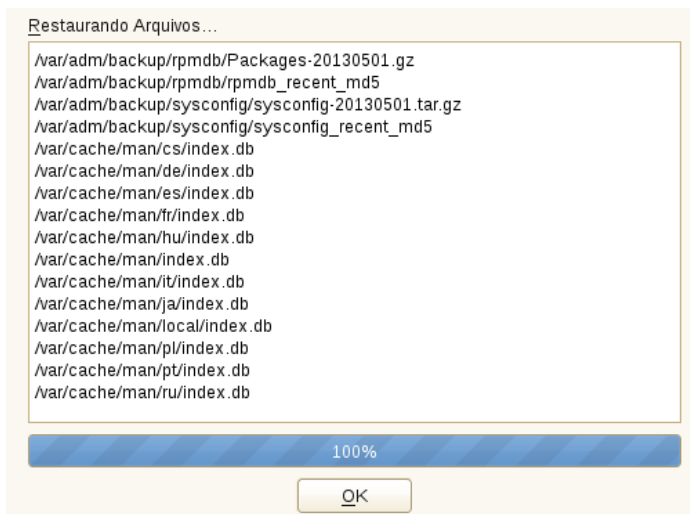 Restaurando Arquivos...
/var/adm/backup/rpmdb/Packages-20130501.gz
/var/adm/backup/rpmdb/rpmdb_recent_md5
/var/adm/backup/sysconfig/sysconfig-20130501.tar.gz
/var/adm/backup/sysconfig/sysconfig_recent_md5
/var/cache/man/cs/index.db
/var/cache/man/de/index.db
/var/cache/man/es/index.db
/var/cache/man/fr/index.db
/var/cache/man/hu/index.db
/var/cache/man/index.db
/var/cache/man/it/index.db
/var/cache/man/ja/index.db
/var/cache/man/local/index.db
/var/cache/man/pl/index.db
/var/cache/man/pt/index.db
/var/cache/man/ru/index.db
100%
OK